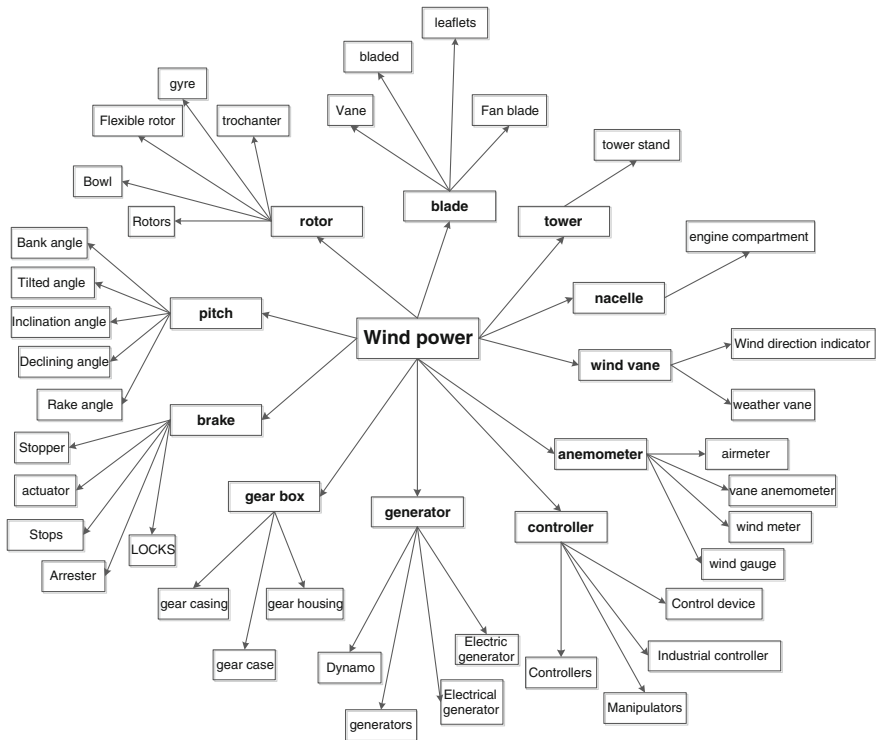 leaflets
bladed
gyre
Vane
Fan blade
Flexible rotor
trochanter
tower stand
Bowl
Rotors
rotor
blade
tower
engine compartment
Bank angle
Tilted angle
Inclination angle
Declining angle
Rake angle
pitch
Wind power
nacelle
wind vane
Wind direction indicator
weather vane
brake
Stopper
actuator
Stops
Arrester
LOCKS
gear box
generator
controller
anemometer
airmeter
vane anemometer
wind meter
wind gauge
gear casing
gear housing
gear case
Dynamo
generators
Electric
generator
Electrical
generator
Control device
Industrial controller
Controllers
Manipulators